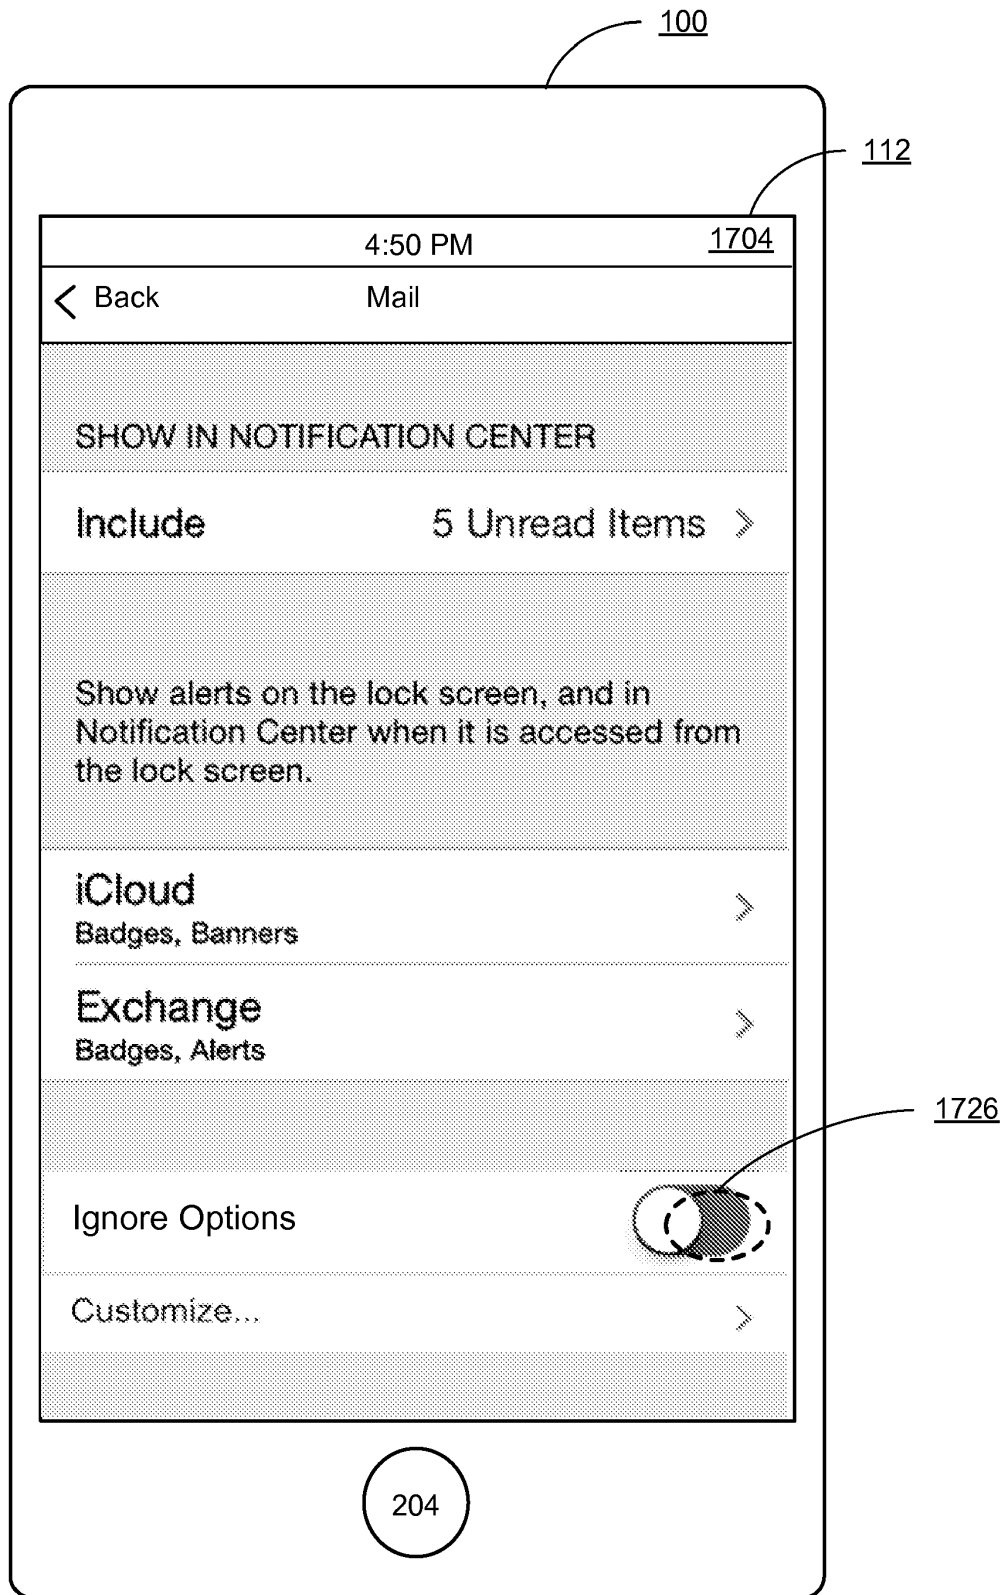 100
112
4:50 PM
1704
Back
Mail
SHOW IN NOTIFICATION CENTER
Include
5 Unread Items
Show alerts on the lock screen, and in
Notification Center when it is accessed from
the lock screen.
iCloud
Badges, Banners
Exchange
Badges, Alerts
1726
Ignore Options
Customize...
204